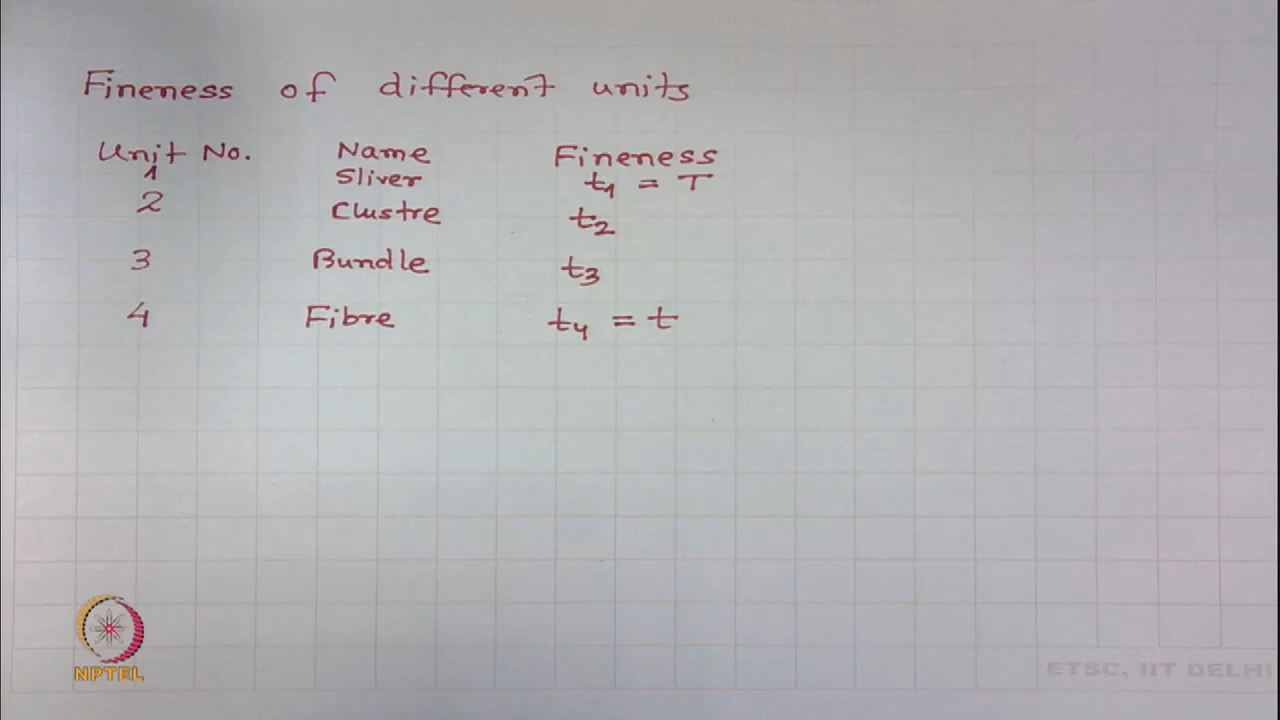 Fineness of different units
Unit No. Name Fineness
1 Sliver t₁ = T
2 Clustre t₂
3 Bundle t₃
4 Fibre t₄ = t
NPTEL
ETSC, IIT DELHI